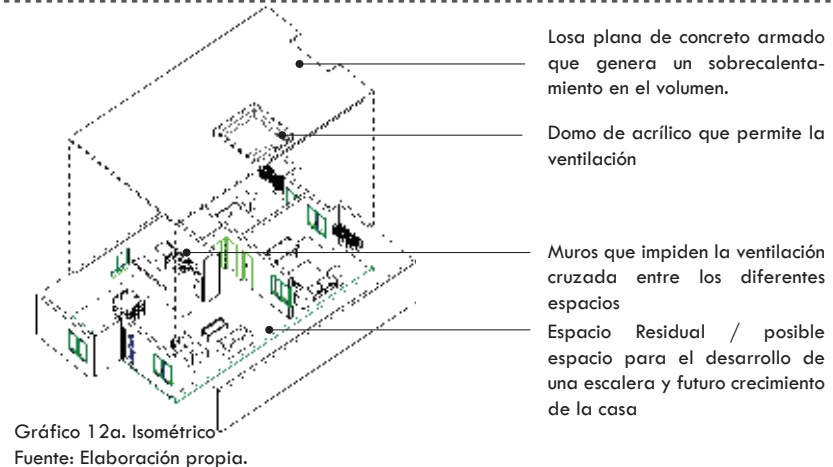 Losa plana de concreto armado
que genera un sobrecalenta-
miento en el volumen.
Domo de acrílico que permite la
ventilación
Muros que impiden la ventilación
cruzada entre los diferentes
espacios
Espacio Residual / posible
espacio para el desarrollo de
una escalera y futuro crecimiento
de la casa
Gráfico 12a. Isométrico
Fuente: Elaboración propia.